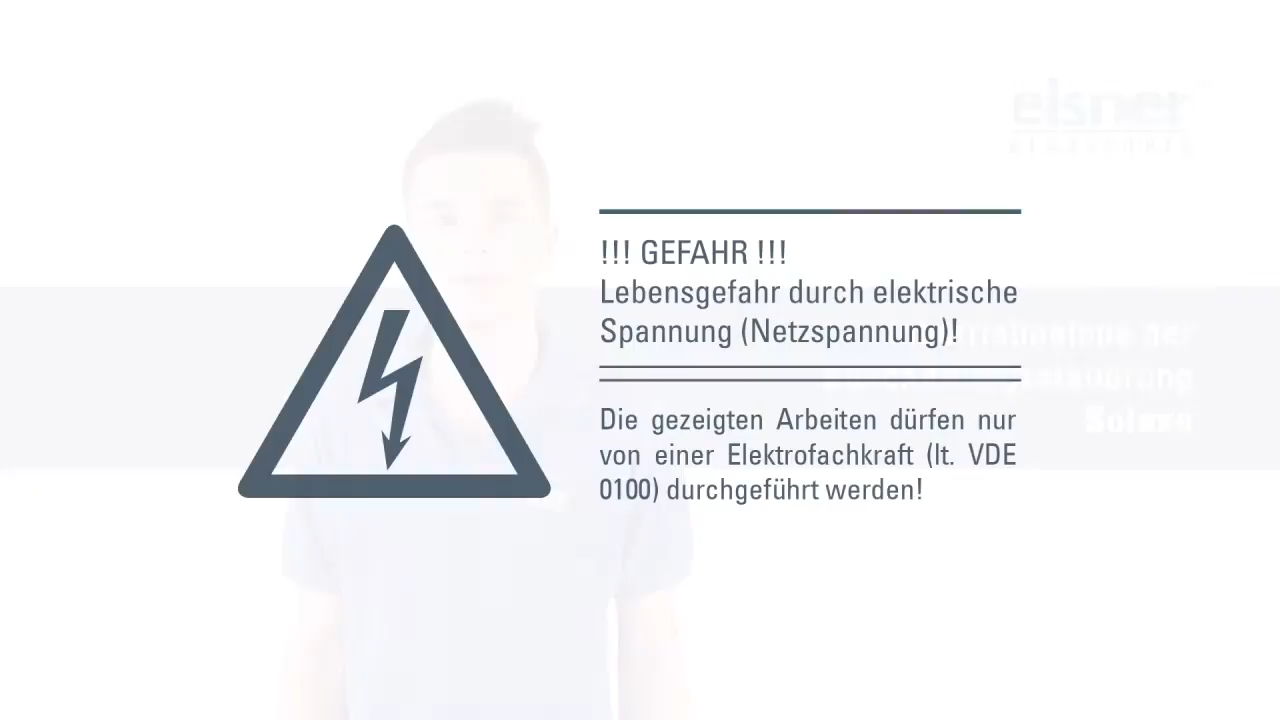 elsner
!!! GEFAHR !!!
Lebensgefahr durch elektrische
Spannung (Netzspannung)!
Die gezeigten Arbeiten dürfen nur
von einer Elektrofachkraft (lt. VDE
0100) durchgeführt werden!